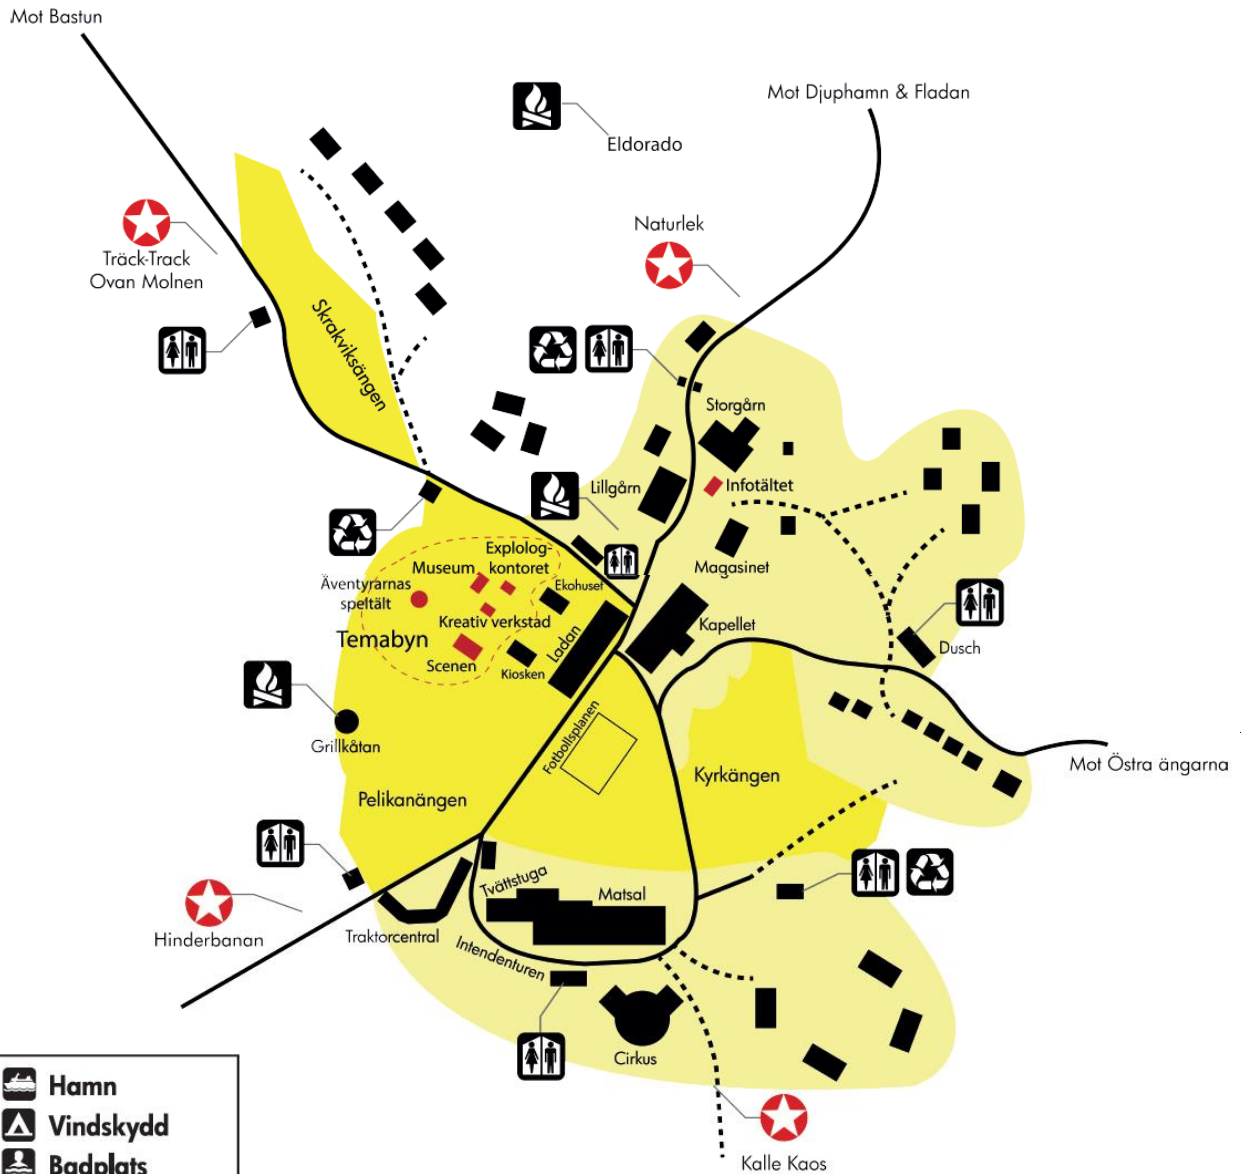 Mot Bastun
Mot Djuphamn & Fladan
Eldorado
Naturlek
Träck-Track
Ovan Molnen
Skrakviksängen
Storgårn
Lillgårn
Infotältet
Explolog-
kontoret
Museum
Magasinet
Äventyrarnas
speltält
Ekohuset
Kreativ verkstad
Kapellet
Temabyn
Ladan
Dusch
Scenen
Kiosken
Fotbollsplanen
Grillkåtan
Mot Östra ängarna
Kyrkängen
Pelikanängen
Tvättstuga
Matsal
Hinderbanan
Traktorcentral
Intendenturen
Cirkus
Hamn
Vindskydd
Badplats
Kalle Kaos